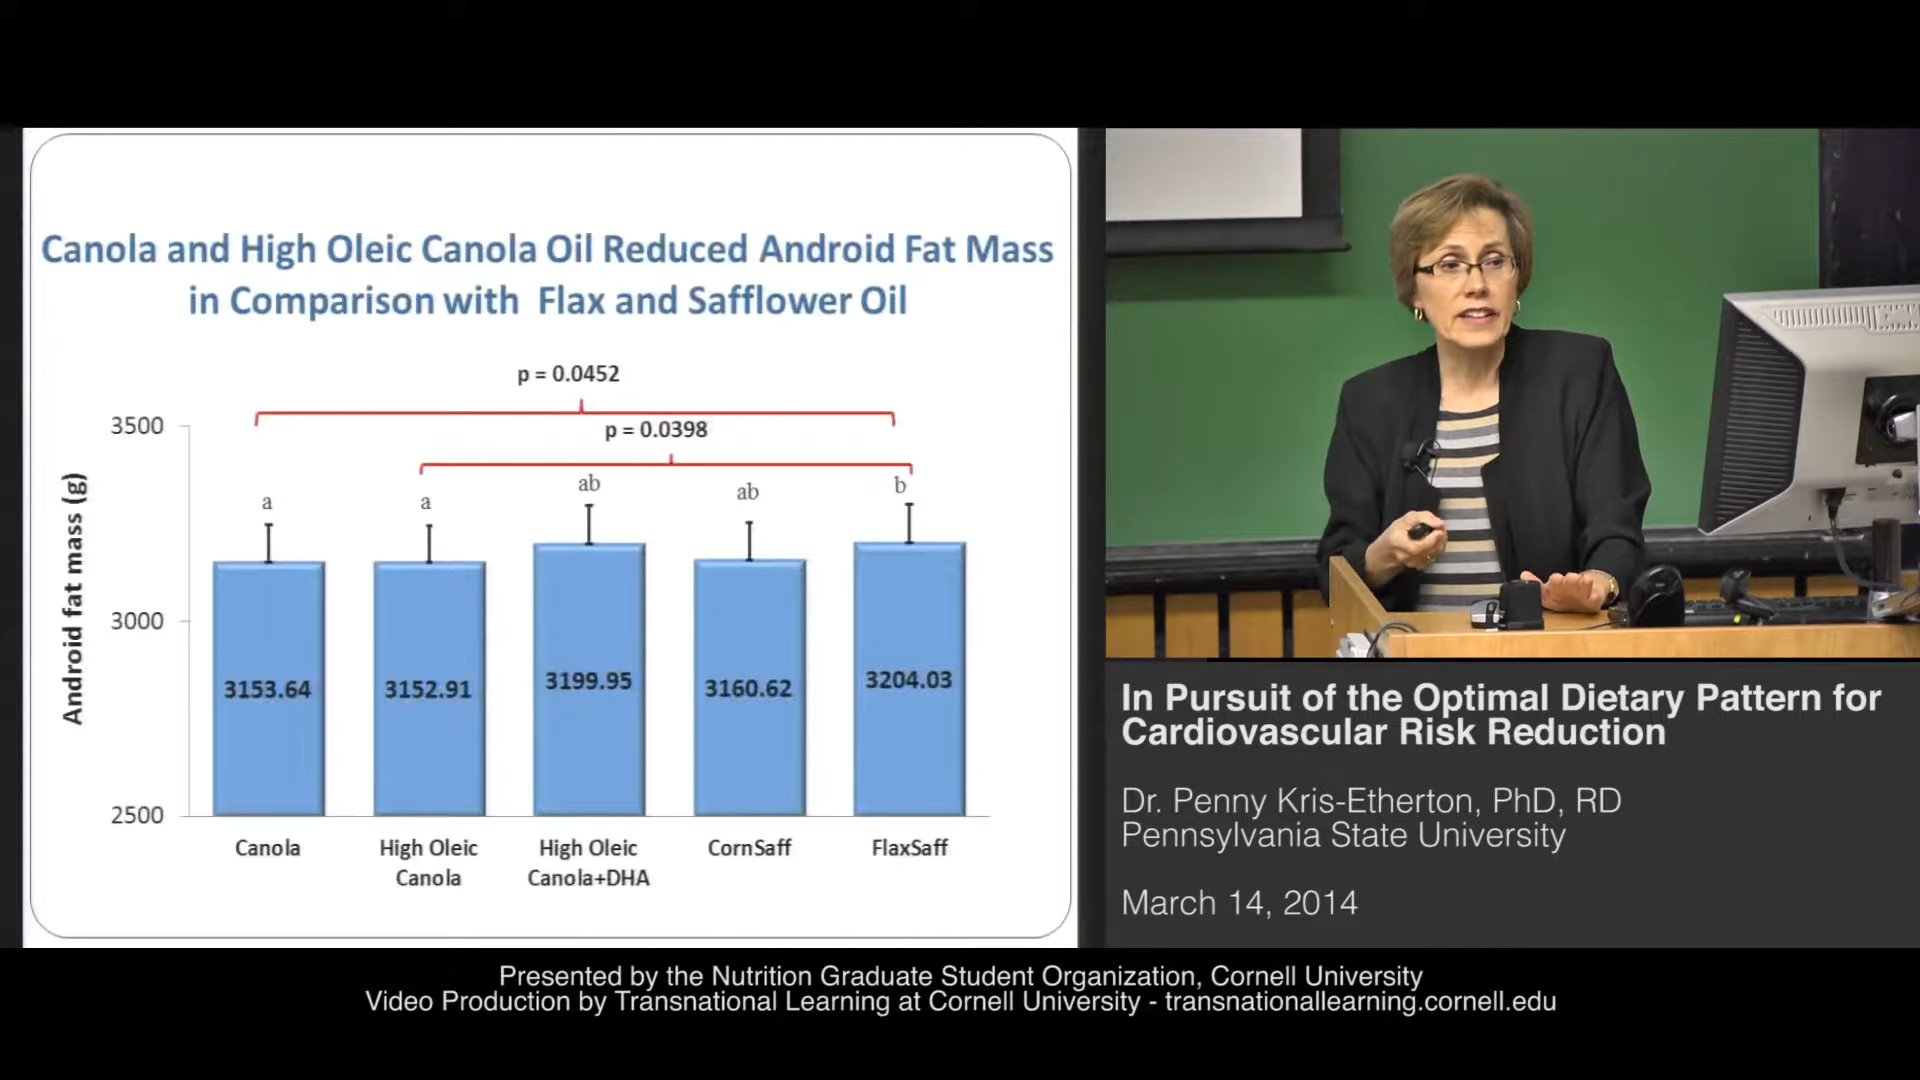 Canola and High Oleic Canola Oil Reduced Android Fat Mass
in Comparison with Flax and Safflower Oil
p = 0.0452
3500
p = 0.0398
a
a
ab
ab
b
Android fat mass (g)
3000
3153.64
3152.91
3199.95
3160.62
3204.03
2500
Canola
High Oleic
Canola
High Oleic
Canola+DHA
CornSaff
FlaxSaff
In Pursuit of the Optimal Dietary Pattern for
Cardiovascular Risk Reduction
Dr. Penny Kris-Etherton, PhD, RD
Pennsylvania State University
March 14, 2014
Presented by the Nutrition Graduate Student Organization, Cornell University
Video Production by Transnational Learning at Cornell University - transnationallearning.cornell.edu